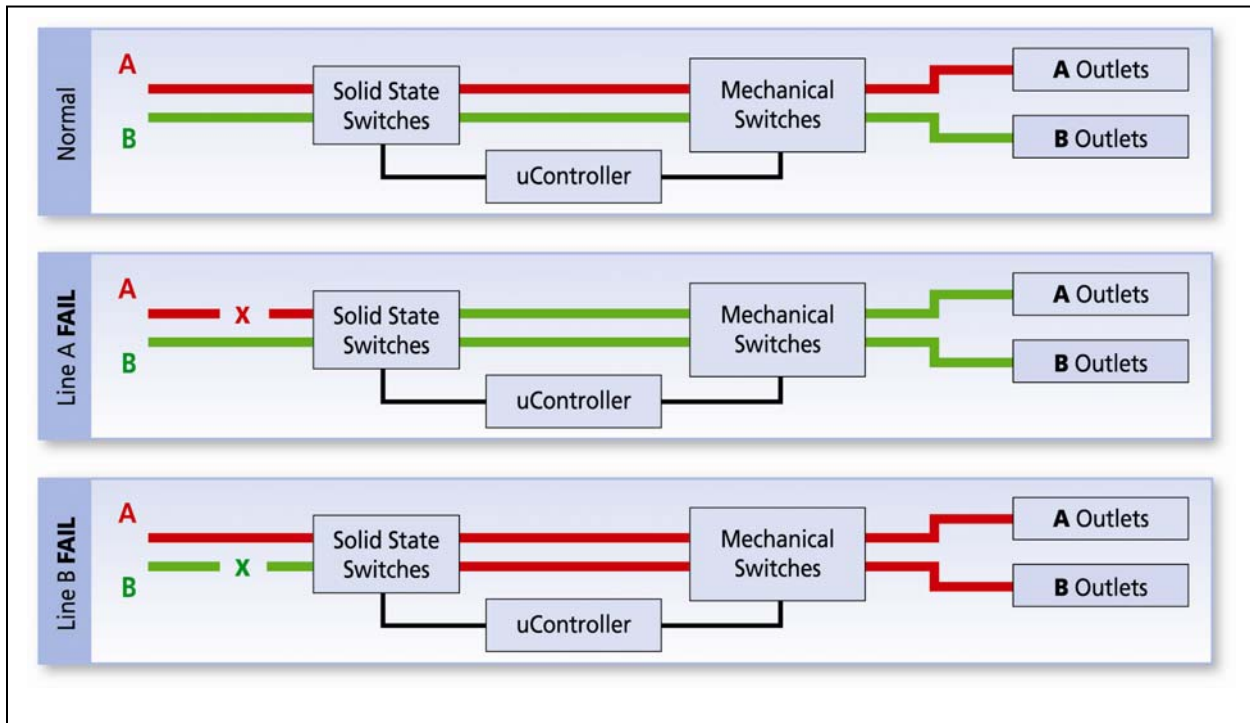 Normal
A
B
Solid State
Switches
uController
Mechanical
Switches
A Outlets
B Outlets
Line A FAIL
A
X
B
Solid State
Switches
uController
Mechanical
Switches
A Outlets
B Outlets
Line B FAIL
A
B
X
Solid State
Switches
uController
Mechanical
Switches
A Outlets
B Outlets